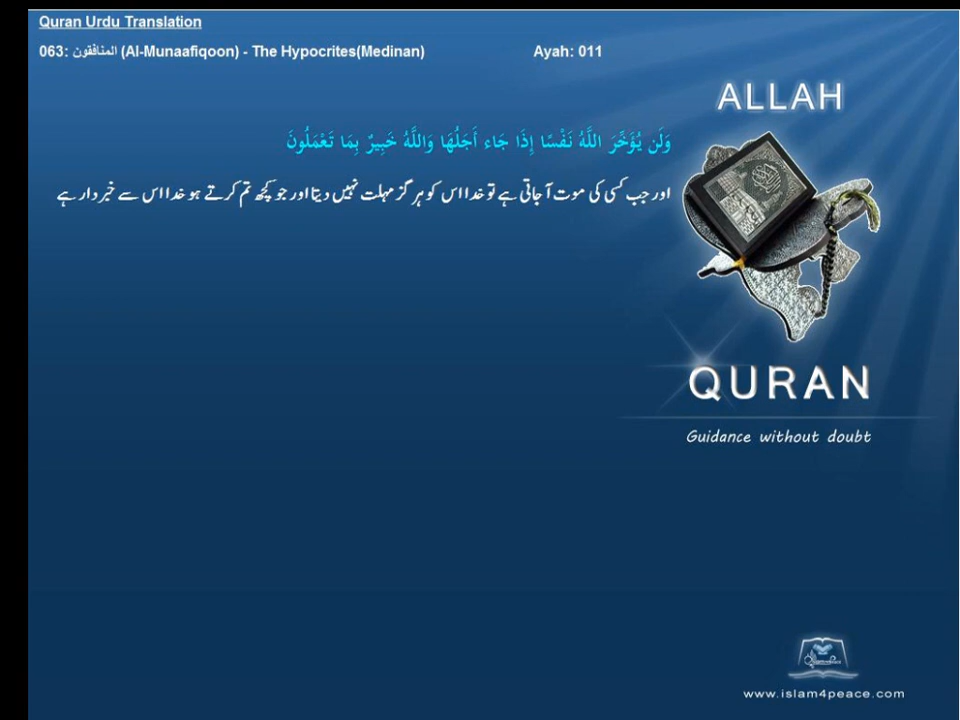 Quran Urdu Translation
063: المنافقون (Al-Munaafiqoon) - The Hypocrites(Medinan) Ayah: 011
ALLAH
وَلَن يُؤَخِّرَ اللَّهُ نَفْسًا إِذَا جَاء أَجَلُهَا وَاللَّهُ خَبِيرٌ بِمَا تَعْمَلُونَ
اور جب کسی کی موت آجاتی ہے تو خدا اس کو ہرگز مہلت نہیں دیتا اور جو کچھ تم کرتے ہو خدا اس سے خبردار ہے
QURAN
Guidance without doubt
www.islam4peace.com